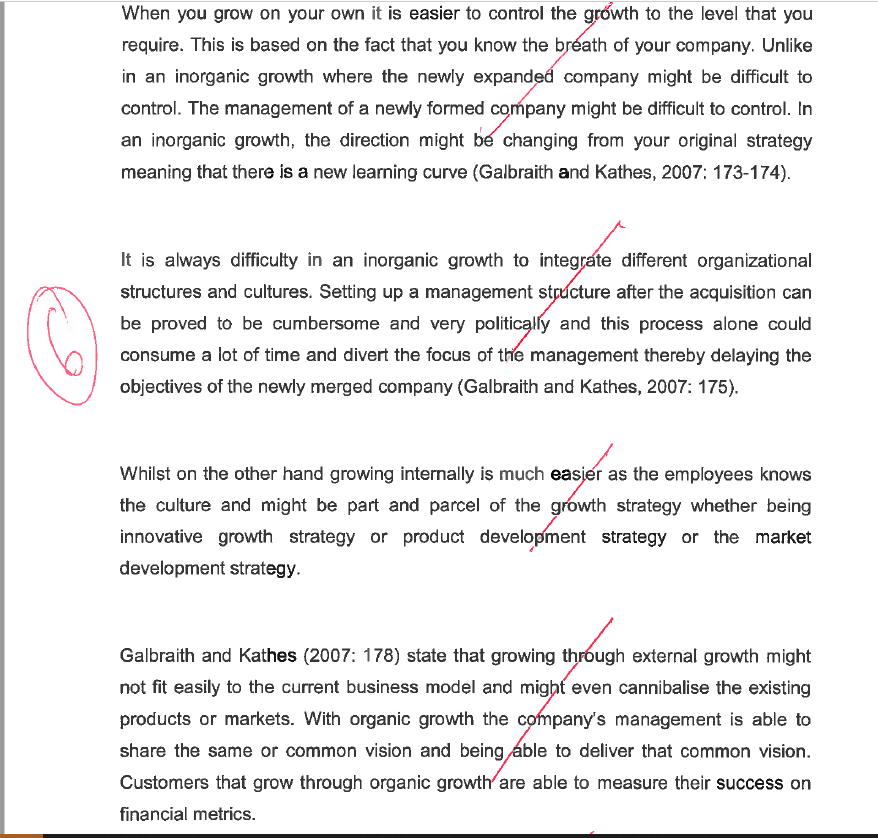 When you grow on your own it is easier to control the growth to the level that you
require. This is based on the fact that you know the breath of your company. Unlike
in an inorganic growth where the newly expanded company might be difficult to
control. The management of a newly formed company might be difficult to control. In
an inorganic growth, the direction might be changing from your original strategy
meaning that there is a new learning curve (Galbraith and Kathes, 2007: 173-174).
It is always difficulty in an inorganic growth to integrate different organizational
structures and cultures. Setting up a management structure after the acquisition can
be proved to be cumbersome and very politically and this process alone could
consume a lot of time and divert the focus of the management thereby delaying the
objectives of the newly merged company (Galbraith and Kathes, 2007: 175).
6
Whilst on the other hand growing internally is much easier as the employees knows
the culture and might be part and parcel of the growth strategy whether being
innovative growth strategy or product development strategy or the market
development strategy.
Galbraith and Kathes (2007: 178) state that growing through external growth might
not fit easily to the current business model and might even cannibalise the existing
products or markets. With organic growth the company's management is able to
share the same or common vision and being able to deliver that common vision.
Customers that grow through organic growth are able to measure their success on
financial metrics.